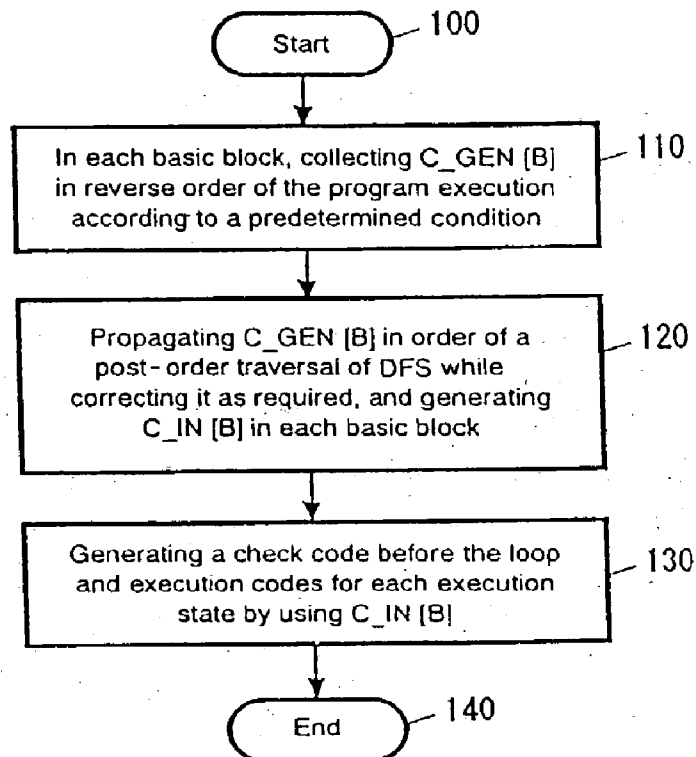 Start
100
In each basic block, collecting C_GEN [B]
in reverse order of the program execution
according to a predetermined condition
110
Propagating C_GEN [B] in order of a
post-order traversal of DFS while
correcting it as required, and generating
C_IN [B] in each basic block
120
Generating a check code before the loop
and execution codes for each execution
state by using C_IN [B]
130
End
140